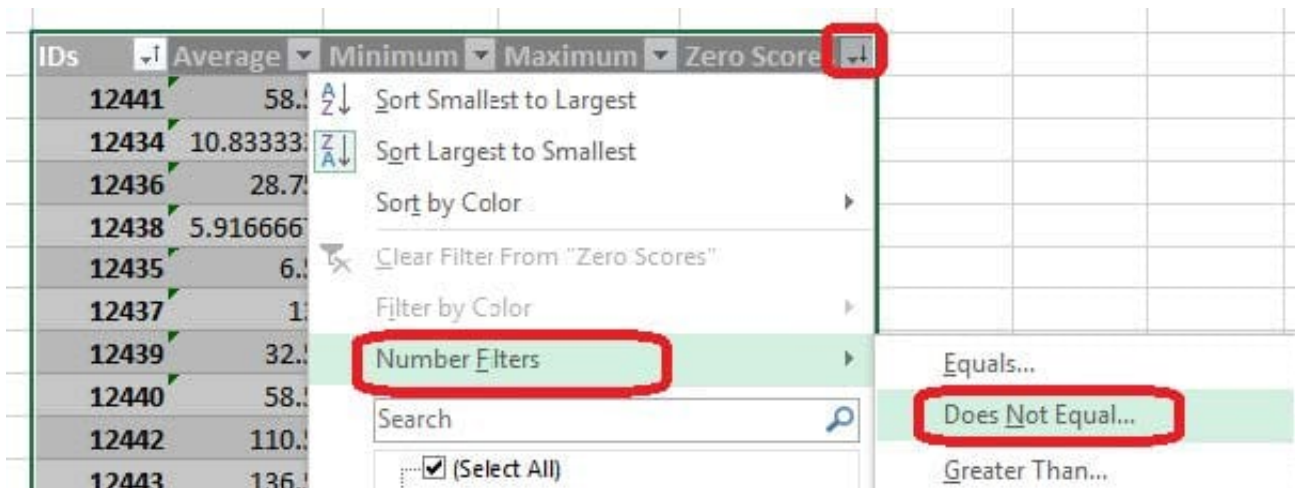 IDs Average Minimum Maximum Zero Score
12441 58.
12434 10.83333
12436 28.7
12438 5.916666
12435 6.
12437 1
12439 32.
12440 58.
12442 110.
12443 136.
Sort Smallest to Largest
Sort Largest to Smallest
Sort by Color
Clear Filter From "Zero Scores"
Filter by Color
Number Filters
Search
(Select All)
Equals...
Does Not Equal...
Greater Than...